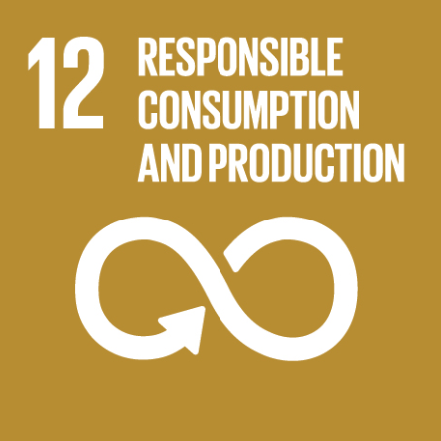 12 RESPONSIBLE
CONSUMPTION
AND PRODUCTION